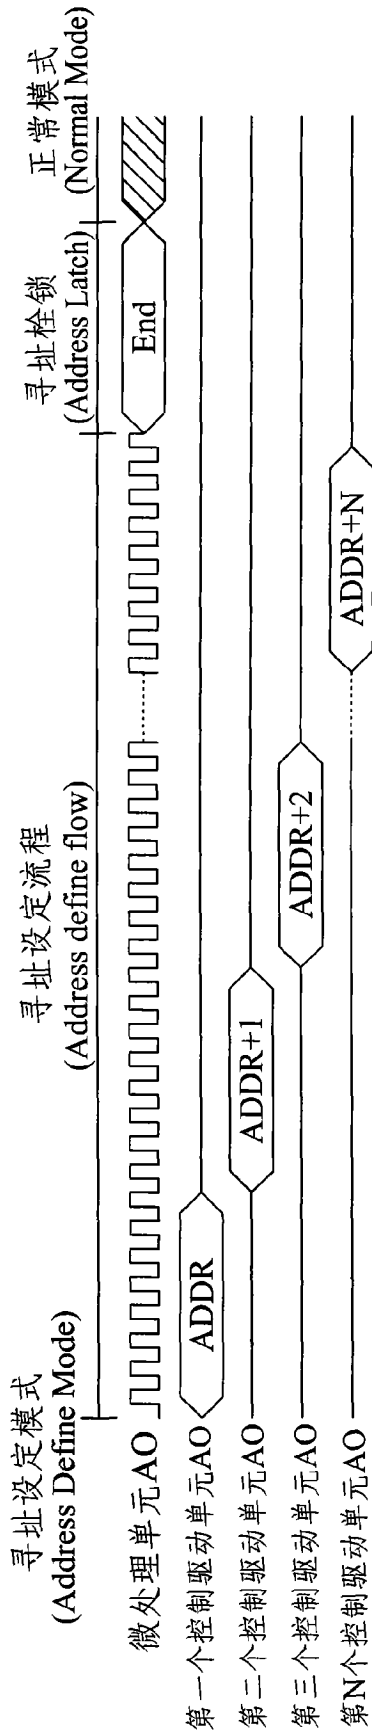 寻址设定模式
(Address Define Mode)
寻址设定流程
(Address define flow)
寻址栓锁
(Address Latch)
正常模式
(Normal Mode)
微处理单元AO
End
第一个控制驱动单元AO
ADDR
第二个控制驱动单元AO
ADDR+1
第三个控制驱动单元AO
ADDR+2
第N个控制驱动单元AO
ADDR+N